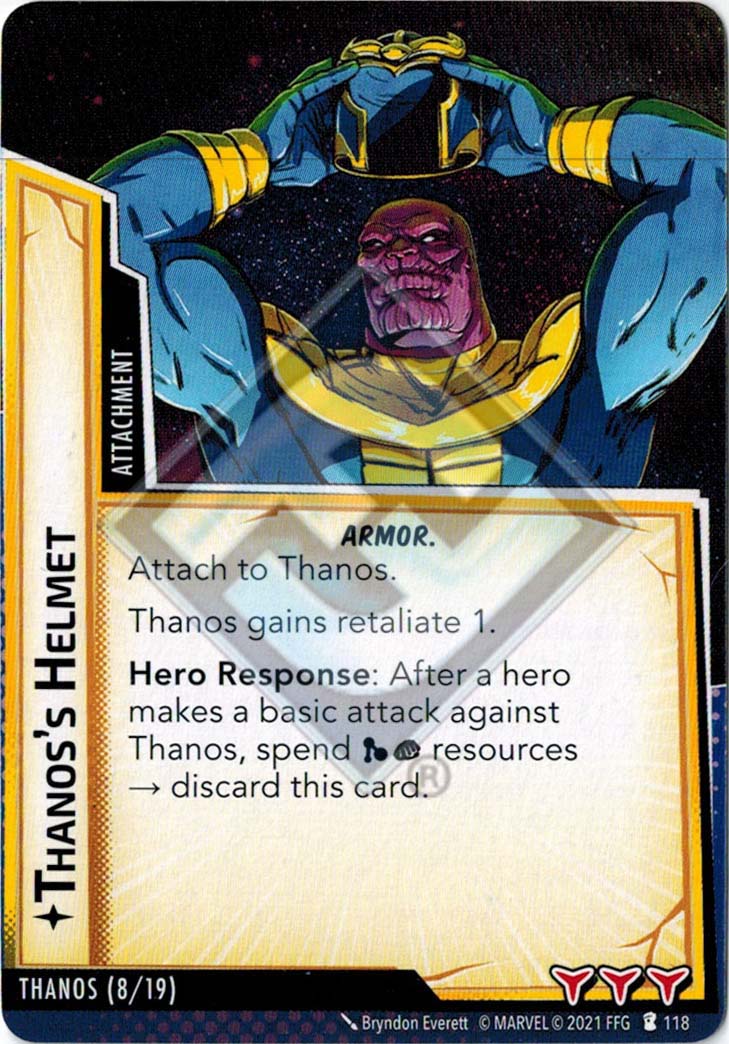 ATTACHMENT
THANOS'S HELMET
ARMOR.
Attach to Thanos.
Thanos gains retaliate 1.
Hero Response: After a hero
makes a basic attack against
Thanos, spend resources
→ discard this card.
®
THANOS (8/19)
Bryndon Everett © MARVEL © 2021 FFG 118